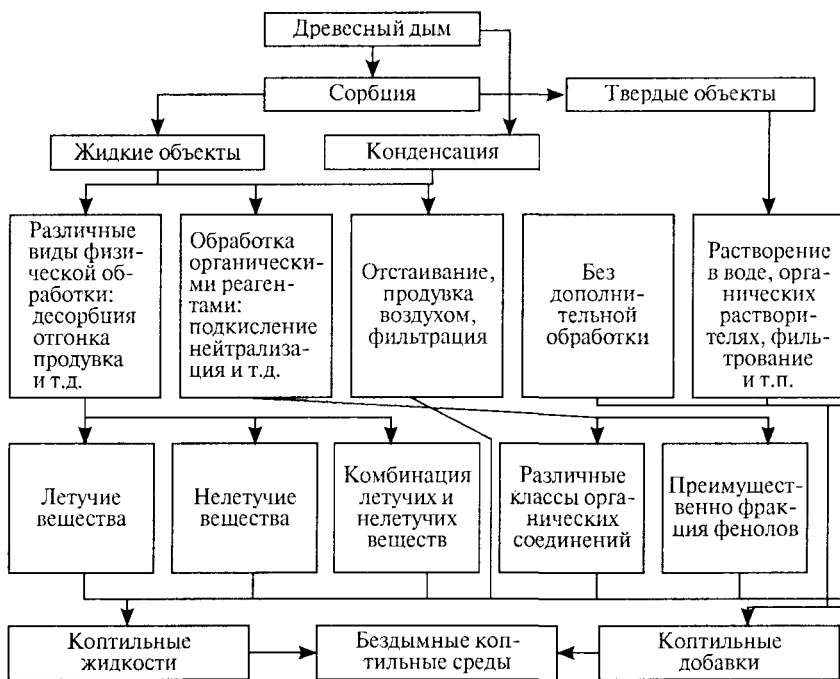 Древесный дым
Сорбция
Твердые объекты
Жидкие объекты
Конденсация
Различные
виды физи-
ческой об-
работки:
десорбция
отгонка
продувка
и т.д.
Обработка
органически-
ми реаген-
тами:
подкисление
нейтрализа-
ция и т.д.
Отстаивание,
продувка
воздухом,
фильтрация
Без
дополни-
тельной
обработки
Растворение
в воде, орга-
нических
раствори-
телях, филь-
трование
и т.п.
Летучие
вещества
Нелетучие
вещества
Комбинация
летучих и
нелетучих
веществ
Различные
классы орга-
нических
соединений
Преимущест-
венно фрак-
ция фенолов
Коптильные
жидкости
Бездымные коп-
тильные среды
Коптильные
добавки